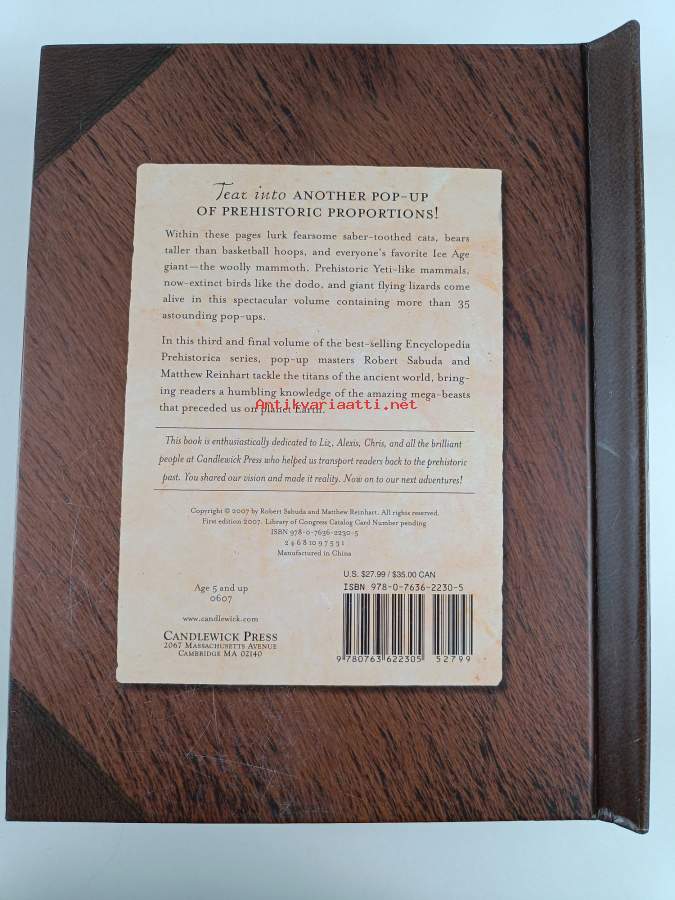 Tear into ANOTHER POP-UP
OF PREHISTORIC PROPORTIONS!
Within these pages lurk fearsome saber-toothed cats, bears
taller than basketball hoops, and everyone's favorite Ice Age
giant—the woolly mammoth. Prehistoric Yeti-like mammals,
now-extinct birds like the dodo, and giant flying lizards come
alive in this spectacular volume containing more than 35
astounding pop-ups.
In this third and final volume of the best-selling Encyclopedia
Prehistorica series, pop-up masters Robert Sabuda and
Matthew Reinhart tackle the titans of the ancient world, bring-
ing readers a humbling knowledge of the amazing mega-beasts
that preceded us on planet Earth.
Antikvariaatti.net
This book is enthusiastically dedicated to Liz, Alexis, Chris, and all the brilliant
people at Candlewick Press who helped us transport readers back to the prehistoric
past. You shared our vision and made it reality. Now on to our next adventures!
Copyright © 2007 by Robert Sabuda and Matthew Reinhart. All rights reserved.
First edition 2007. Library of Congress Catalog Card Number pending
ISBN 978-0-7636-2230-5
2 4 6 8 10 9 7 5 3 1
Manufactured in China
U.S. $27.99 / $35.00 CAN
ISBN 978-0-7636-2230-5
Age 5 and up
0607
www.candlewick.com
CANDLEWICK PRESS
2067 MASSACHUSETTS AVENUE
CAMBRIDGE MA 02140
9 780763 622305 52799